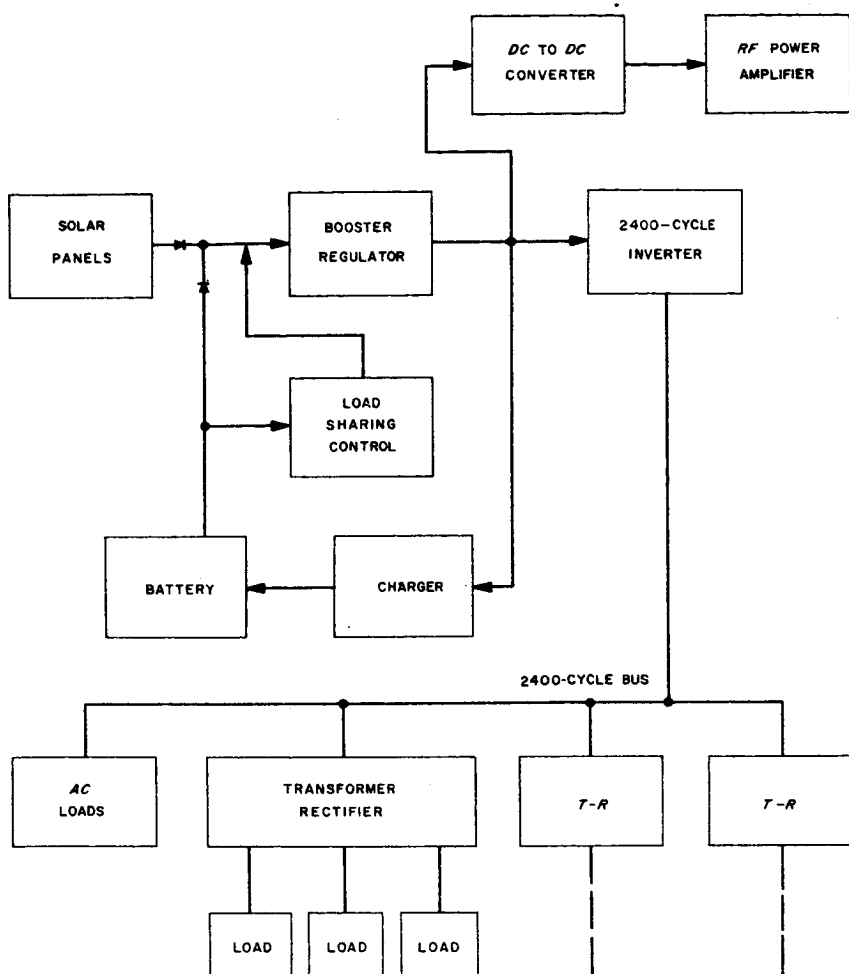 DC TO DC
CONVERTER
RF POWER
AMPLIFIER
SOLAR
PANELS
BOOSTER
REGULATOR
2400-CYCLE
INVERTER
LOAD
SHARING
CONTROL
BATTERY
CHARGER
2400-CYCLE BUS
AC
LOADS
TRANSFORMER
RECTIFIER
T-R
T-R
LOAD
LOAD
LOAD